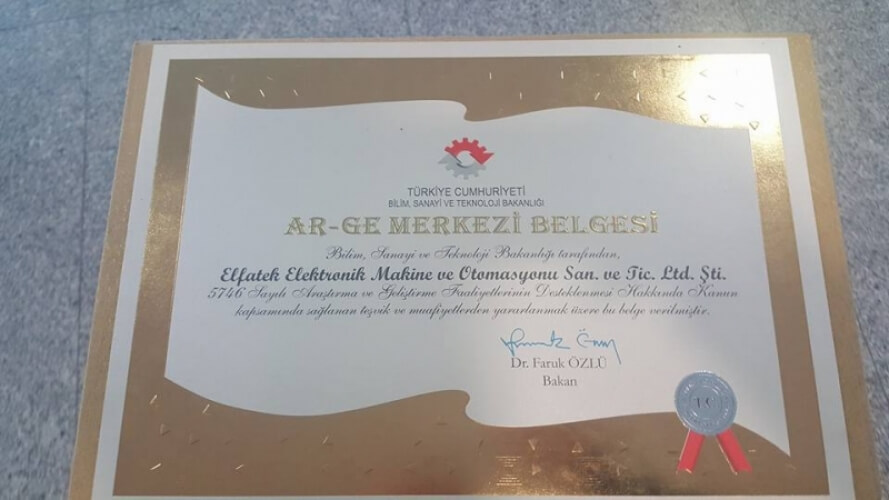 TÜRKİYE CUMHURİYETİ
BİLİM, SANAYİ VE TEKNOLOJİ BAKANLIĞI
AR-GE MERKEZİ BELGESİ
Bilim, Sanayi ve Teknoloji Bakanlığı tarafından,
Elfatek Elektronik Makine ve Otomasyonu San. ve Tic. Ltd. Şti.
5746 Sayılı Araştırma ve Geliştirme Faaliyetlerinin Desteklenmesi Hakkında Kanun
kapsamında sağlanan teşvik ve muafiyetlerden yararlanmak üzere bu belge verilmiştir.
Dr. Faruk ÖZLÜ
Bakan